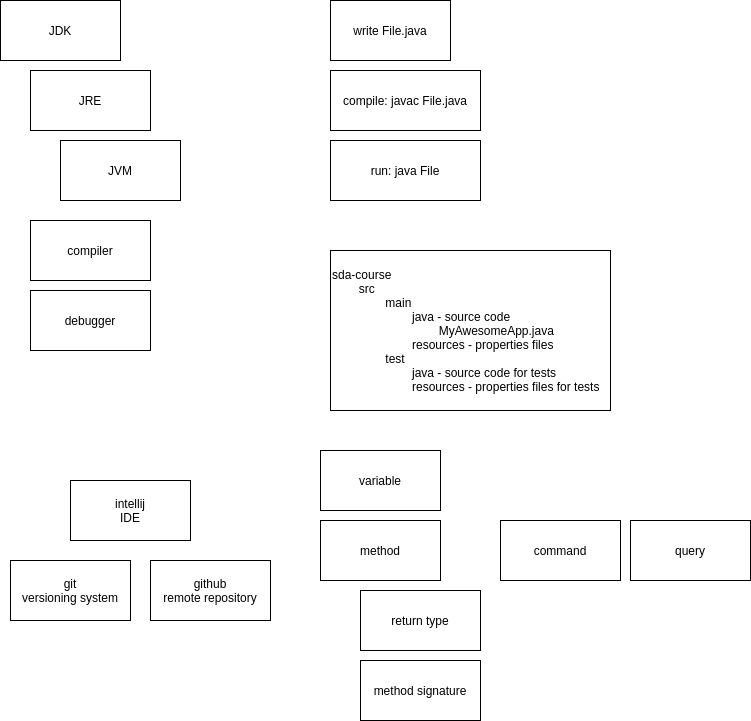 JDK
JRE
JVM
compiler
debugger
write File.java
compile: javac File.java
run: java File
sda-course
src
main
java - source code
MyAwesomeApp.java
resources - properties files
test
java - source code for tests
resources - properties files for tests
intellij
IDE
git
versioning system
github
remote repository
variable
method
command
query
return type
method signature